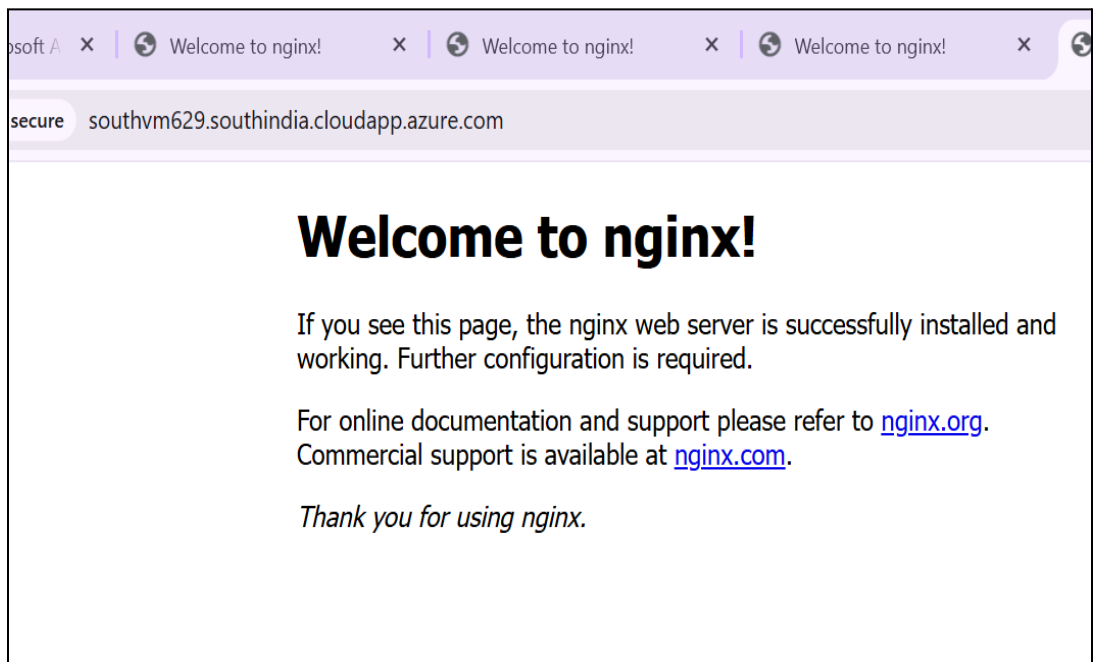 osoft A × Welcome to nginx! × Welcome to nginx! × Welcome to nginx! ×
secure southvm629.southindia.cloudapp.azure.com
Welcome to nginx!
If you see this page, the nginx web server is successfully installed and
working. Further configuration is required.
For online documentation and support please refer to nginx.org.
Commercial support is available at nginx.com.
Thank you for using nginx.